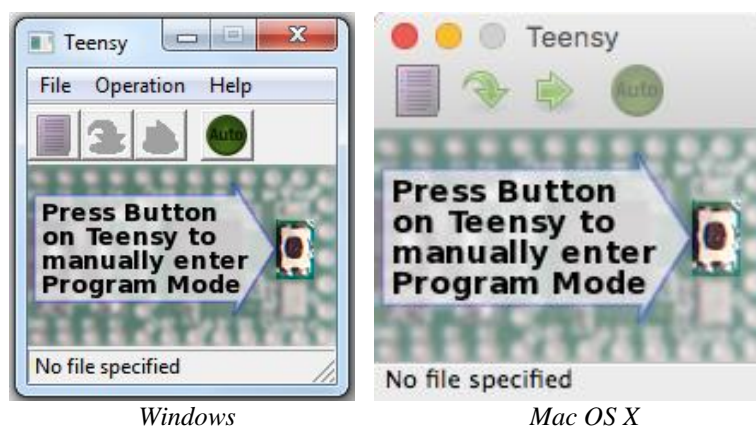 Teensy
File Operation Help
Auto
Press Button
on Teensy to
manually enter
Program Mode
No file specified
Windows
Teensy
Auto
Press Button
on Teensy to
manually enter
Program Mode
No file specified
Mac OS X